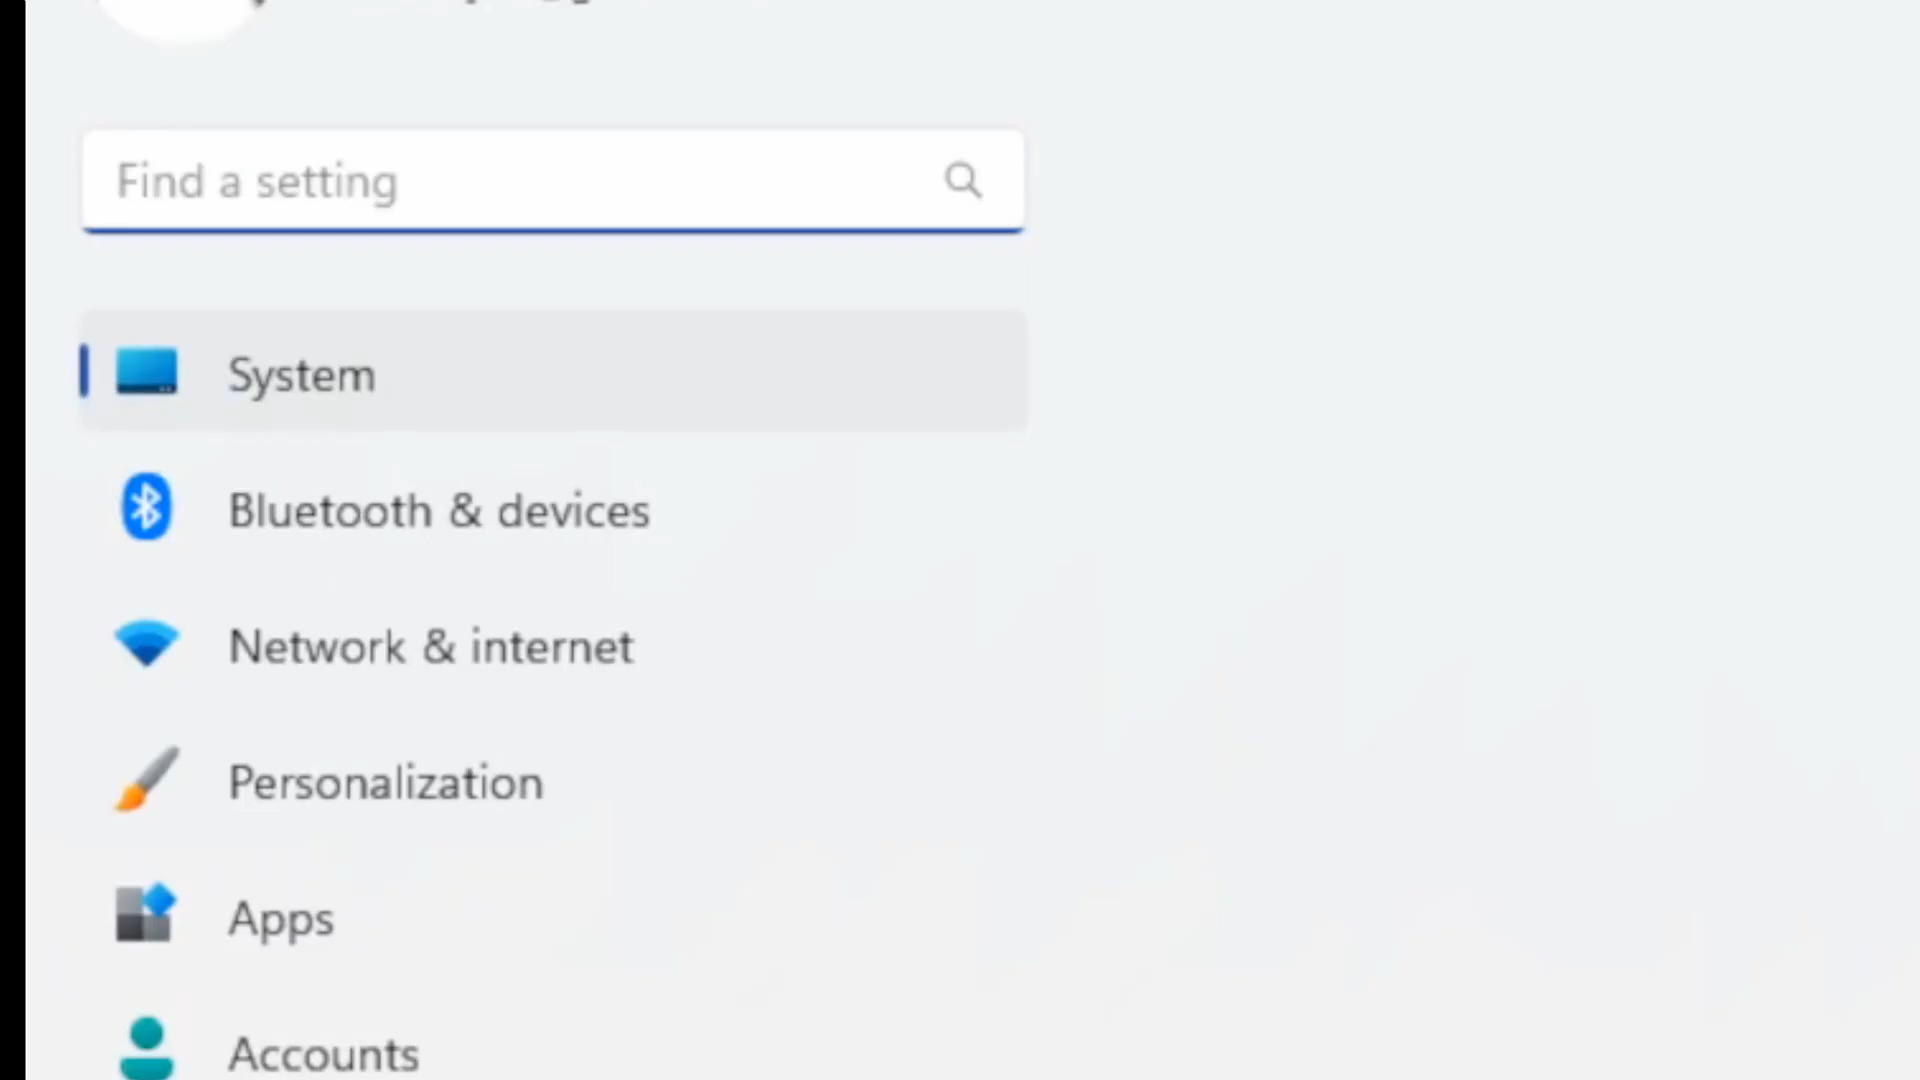 Find a setting
System
Bluetooth & devices
Network & internet
Personalization
Apps
Accounts